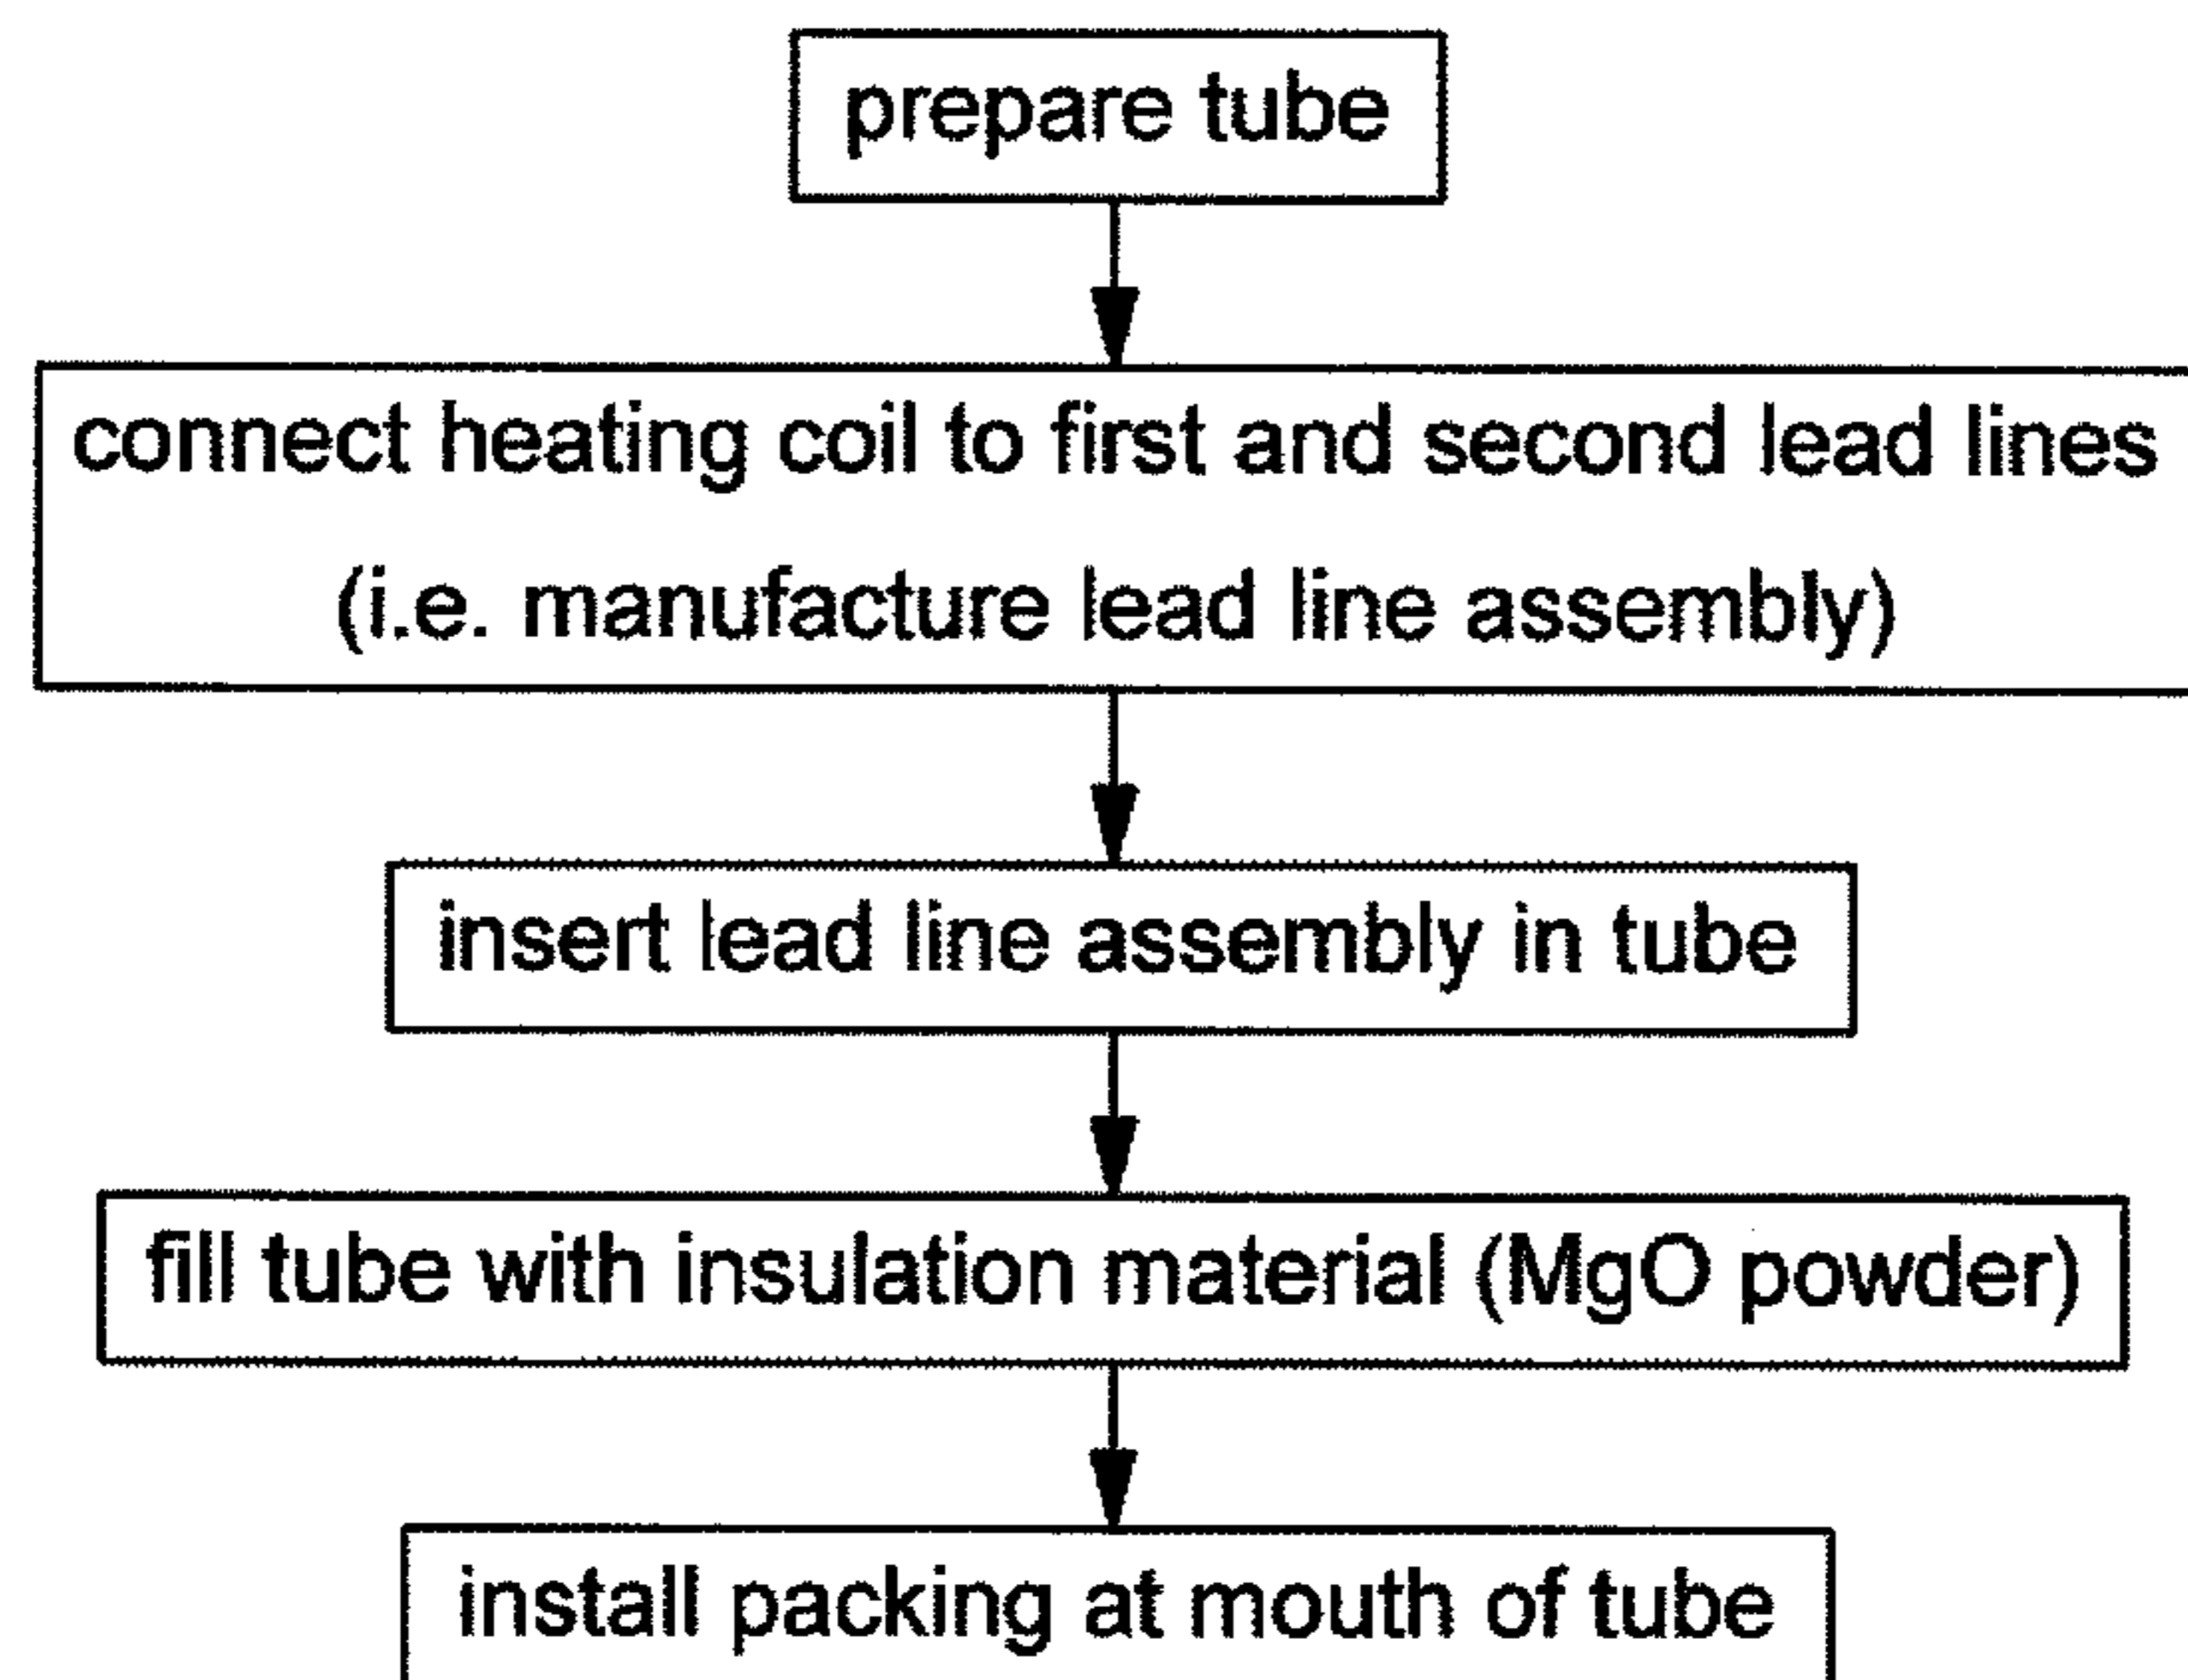 prepare tube
connect heating coil to first and second lead lines
(i.e. manufacture lead line assembly)
insert lead line assembly in tube
fill tube with insulation material (MgO powder)
install packing at mouth of tube